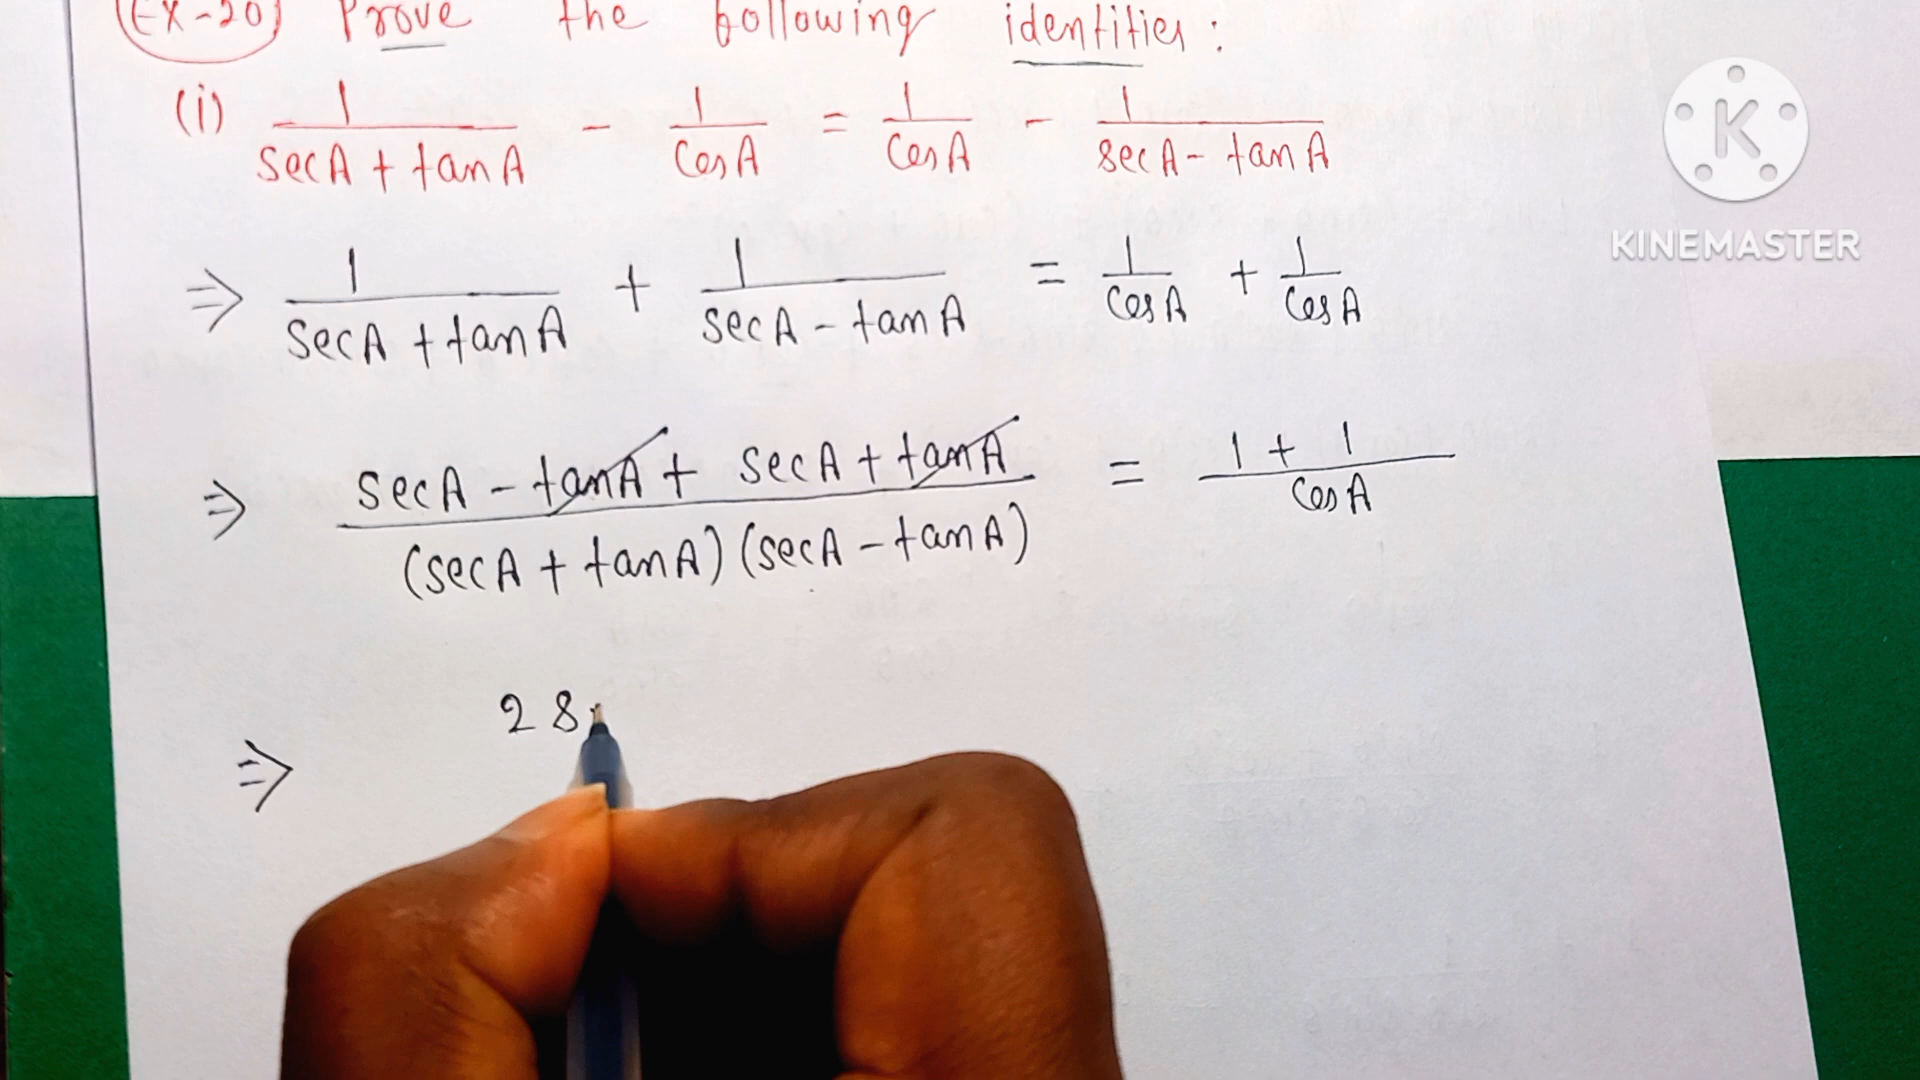 Ex-20) Prove the following identities :
(i) 1/(secA + tanA) - 1/CosA = 1/CosA - 1/(secA - tanA)
⇒ 1/(secA + tanA) + 1/(secA - tanA) = 1/CosA + 1/CosA
⇒ (secA - tanA + secA + tanA)/((secA + tanA)(secA - tanA)) = (1 + 1)/CosA
⇒ 2 s
K
KINEMASTER